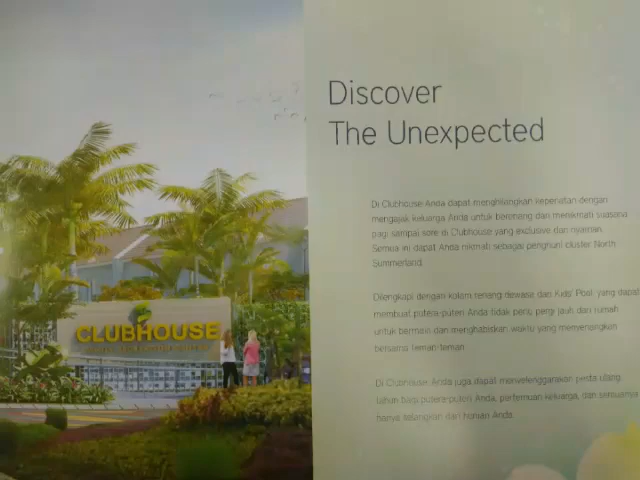 CLUBHOUSE
Discover
The Unexpected
Di Clubhouse Anda dapat menghilangkan kepenatan dengan
mengajak keluarga Anda untuk berenang dan menikmati suasana
pagi sampai sore di Clubhouse yang exclusive dan nyaman.
Semua ini dapat Anda nikmati sebagai penghuni cluster North
Summerland.
Dilengkapi dengan kolam renang dewasa dan Kids' Pool, yang dapat
membuat putera-puteri Anda tidak perlu pergi jauh dari rumah
untuk bermain dan menghabiskan waktu yang menyenangkan
bersama teman-teman.
Di Clubhouse Anda juga dapat menyelenggarakan pesta ulang
tahun bagi putera-puteri Anda, pertemuan keluarga, dan semuanya
hanya selangkah dari hunian Anda.